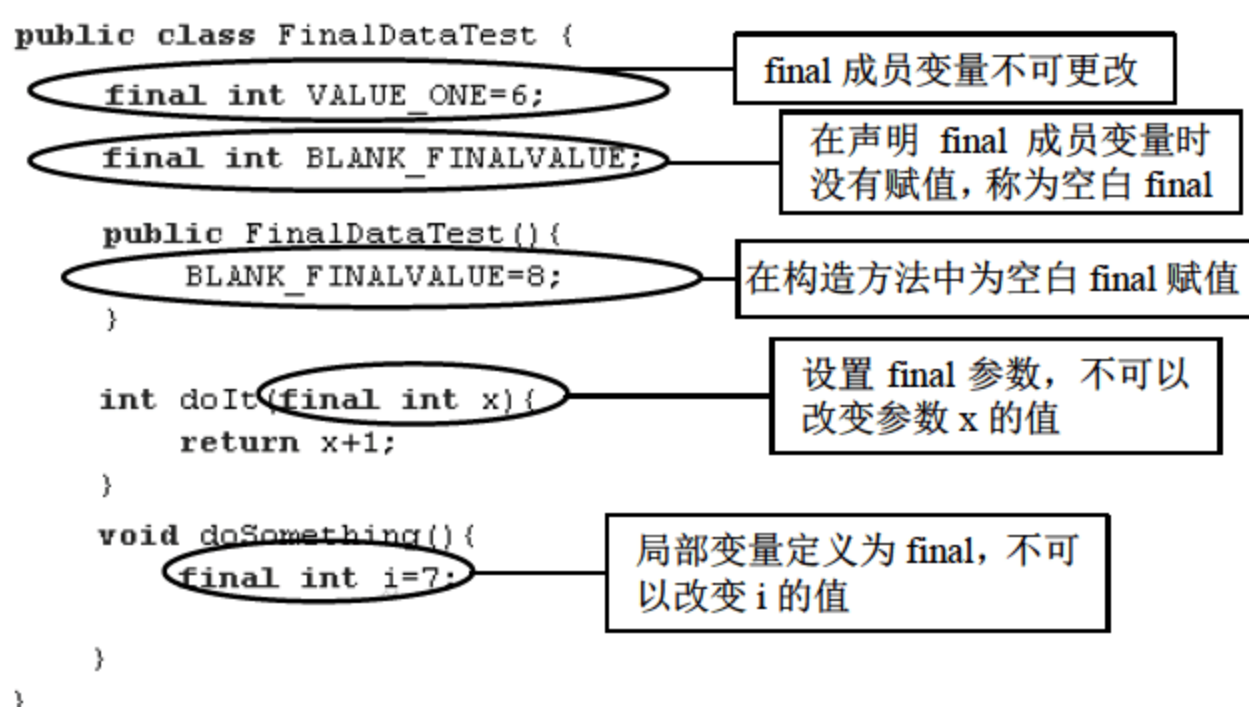 public class FinalDataTest {
final int VALUE_ONE=6;
final int BLANK_FINALVALUE;
public FinalDataTest(){
BLANK_FINALVALUE=8;
}
int doIt(final int x){
return x+1;
}
void doSomething(){
final int i=7;
}
}
final 成员变量不可更改
在声明 final 成员变量时
没有赋值，称为空白 final
在构造方法中为空白 final 赋值
设置 final 参数，不可以
改变参数 x 的值
局部变量定义为 final，不可
以改变 i 的值